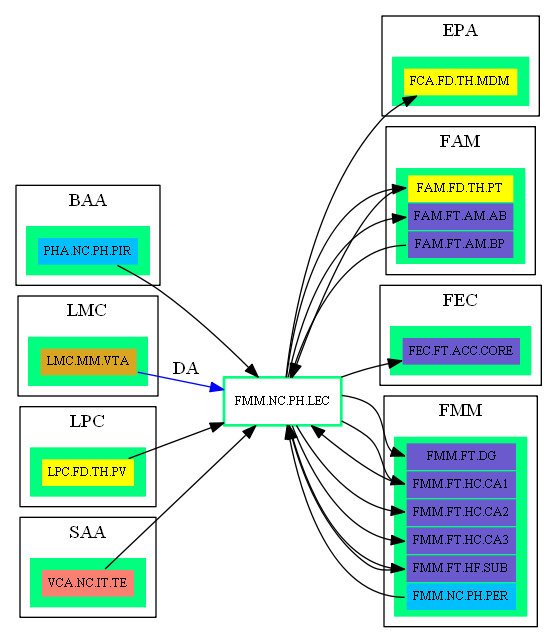 EPA
FCA.FD.TH.MDM
FAM
FAM.FD.TH.PT
FAM.FT.AM.AB
FAM.FT.AM.BP
BAA
PHA.NC.PH.PIR
LMC
LMC.MM.VTA
DA
FEC
FEC.FT.ACC.CORE
FMM.NC.PH.LEC
LPC
LPC.FD.TH.PV
SAA
VCA.NC.IT.TE
FMM
FMM.FT.DG
FMM.FT.HC.CA1
FMM.FT.HC.CA2
FMM.FT.HC.CA3
FMM.FT.HF.SUB
FMM.NC.PH.PER